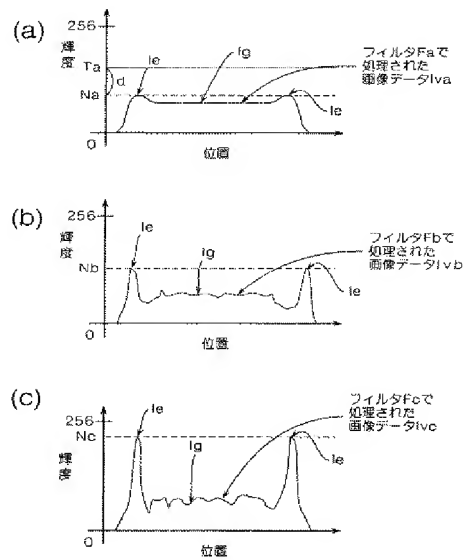 (a)
256
輝度
Ta
d
Na
0
Ie
Ig
Ie
位置
フィルタFaで
処理された
画像データIva
(b)
256
輝度
Nb
0
Ie
Ig
Ie
位置
フィルタFbで
処理された
画像データIvb
(c)
256
Nc
輝度
0
Ie
Ig
Ie
位置
フィルタFcで
処理された
画像データIvc